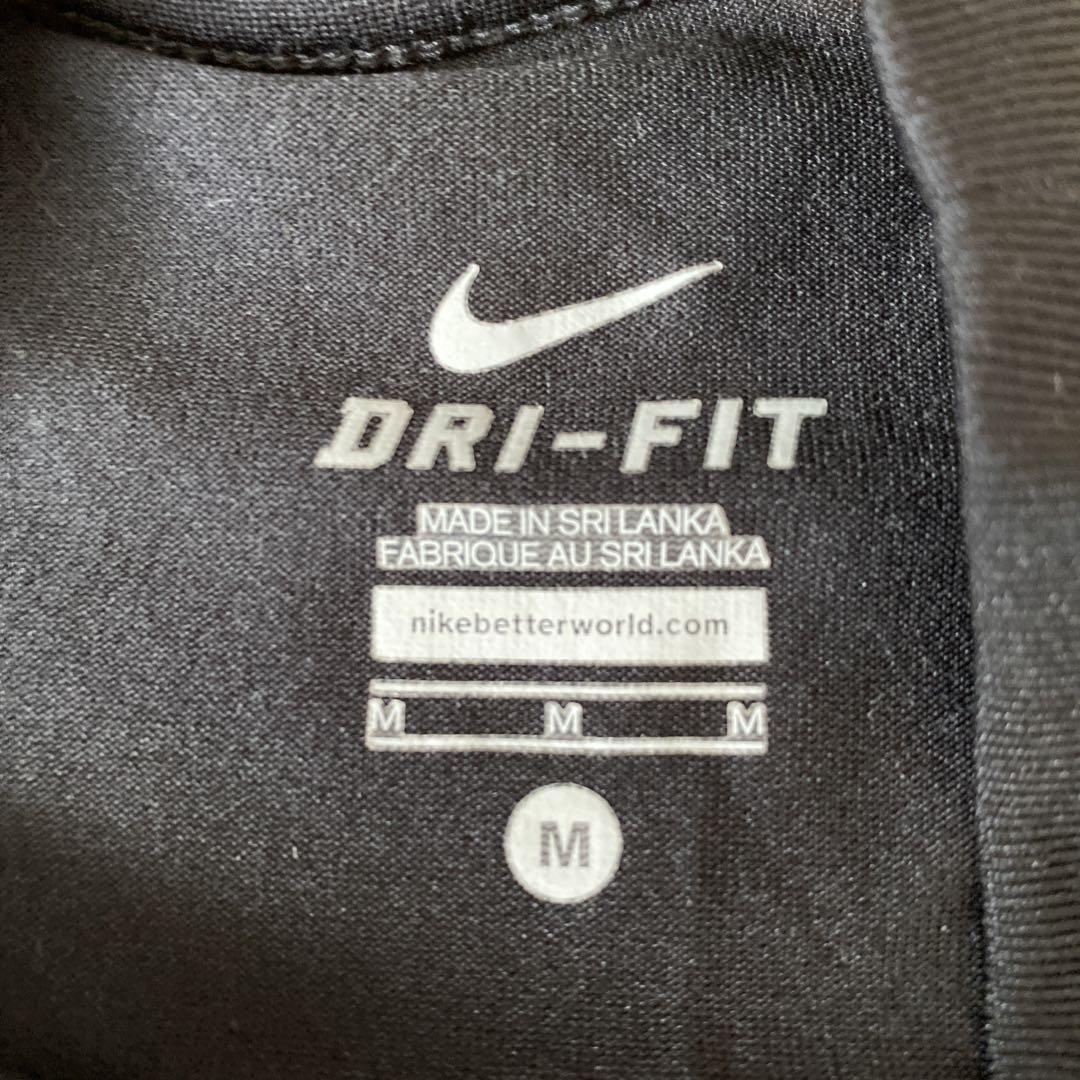 DRI-FIT
MADE IN SRI LANKA
FABRIQUE AU SRI LANKA
nikebetterworld.com
M M M
M